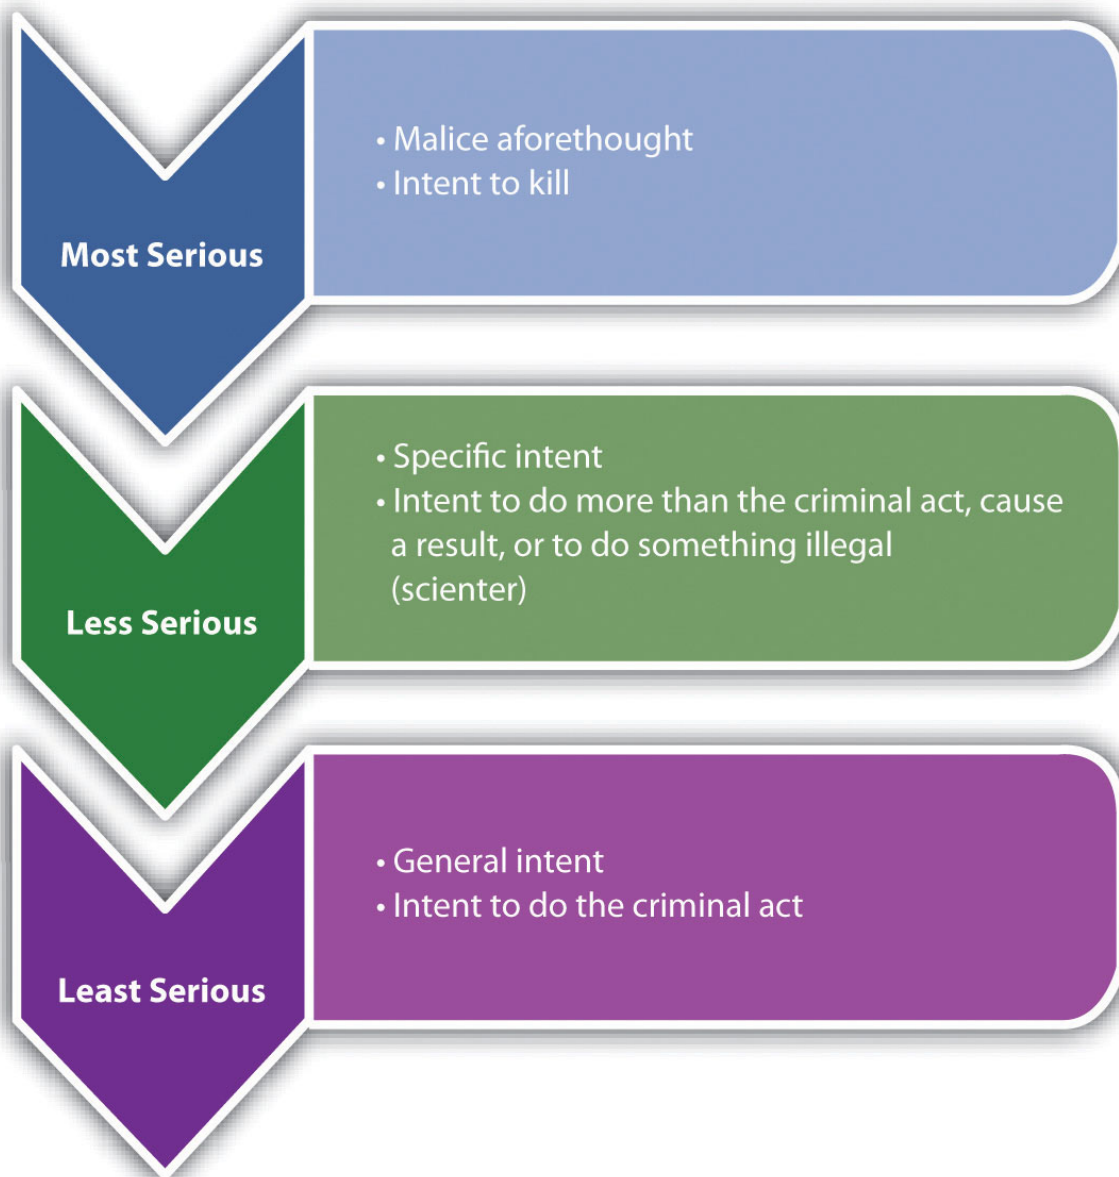 • Malice aforethought
• Intent to kill
Most Serious
• Specific intent
• Intent to do more than the criminal act, cause
a result, or to do something illegal
(scienter)
Less Serious
• General intent
• Intent to do the criminal act
Least Serious